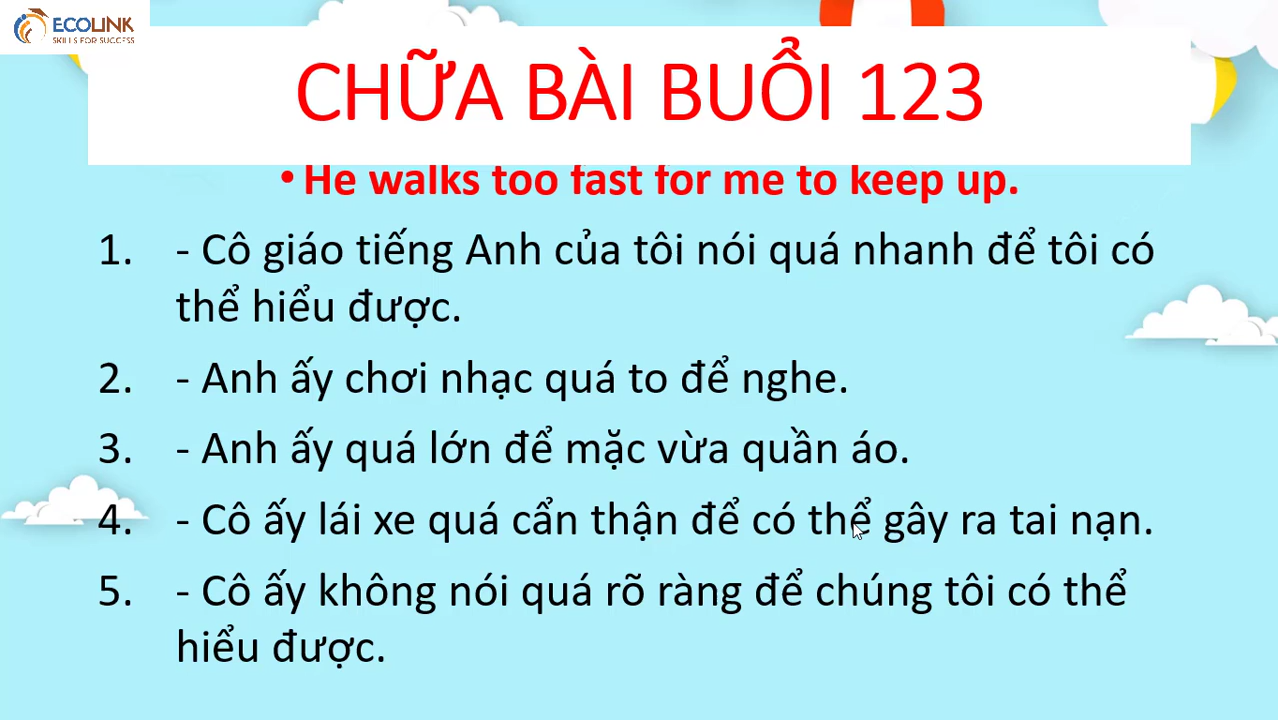 ECOLINK
SKILLS FOR SUCCESS
CHỮA BÀI BUỔI 123
• He walks too fast for me to keep up.
1. - Cô giáo tiếng Anh của tôi nói quá nhanh để tôi có
thể hiểu được.
2. - Anh ấy chơi nhạc quá to để nghe.
3. - Anh ấy quá lớn để mặc vừa quần áo.
4. - Cô ấy lái xe quá cẩn thận để có thể gây ra tai nạn.
5. - Cô ấy không nói quá rõ ràng để chúng tôi có thể
hiểu được.